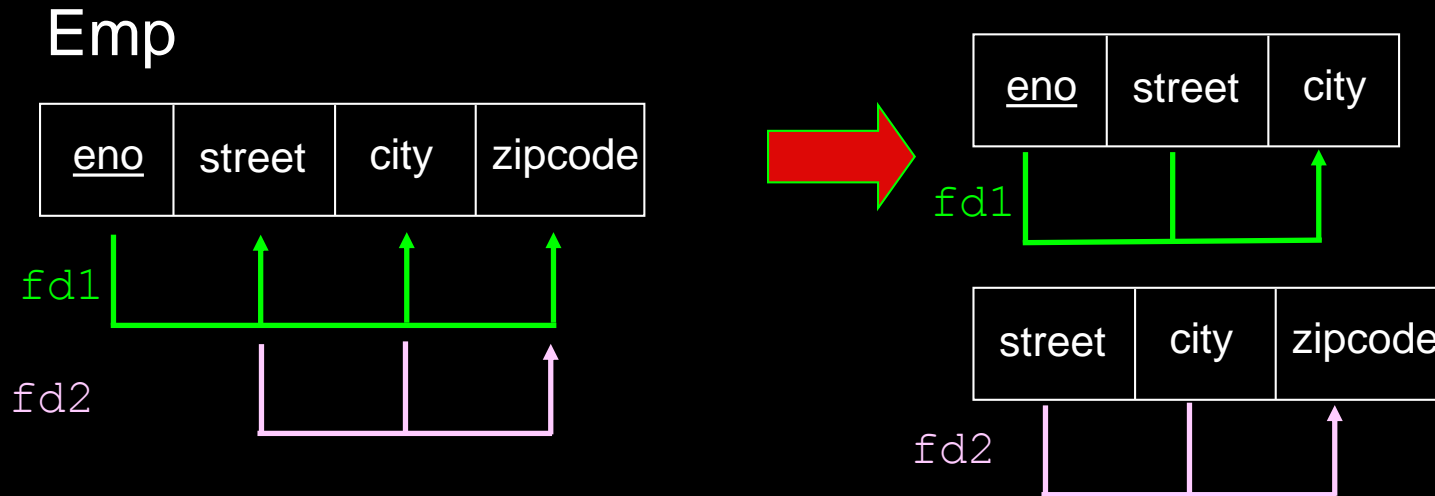 Emp
eno street city zipcode
fd1
fd2
eno street city
fd1
street city zipcode
fd2